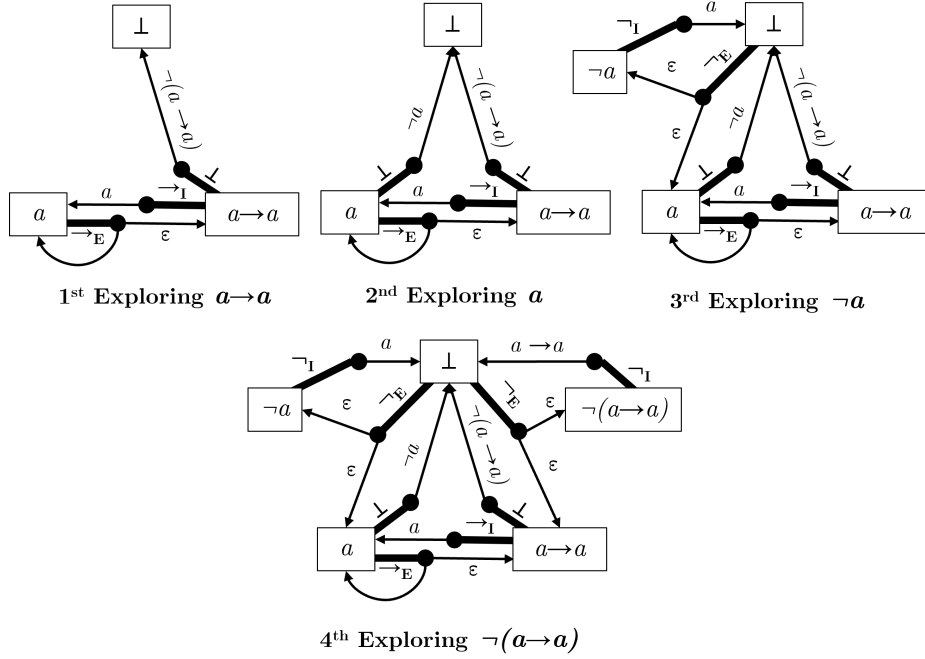 ⊥
¬(a → a)
⊥
a
→I
a
a→a
→E
ε
1st Exploring a→a
⊥
¬a
¬(a → a)
⊥
⊥
a
→I
a
a→a
→E
ε
2nd Exploring a
¬I
a
⊥
¬a
ε
¬E
ε
¬a
¬(a → a)
⊥
⊥
a
→I
a
a→a
→E
ε
3rd Exploring ¬a
¬I
a
⊥
a → a
¬I
¬a
ε
¬E
¬E
ε
¬(a→a)
ε
¬a
¬(a → a)
ε
⊥
⊥
a
→I
a
a→a
→E
ε
4th Exploring ¬(a→a)